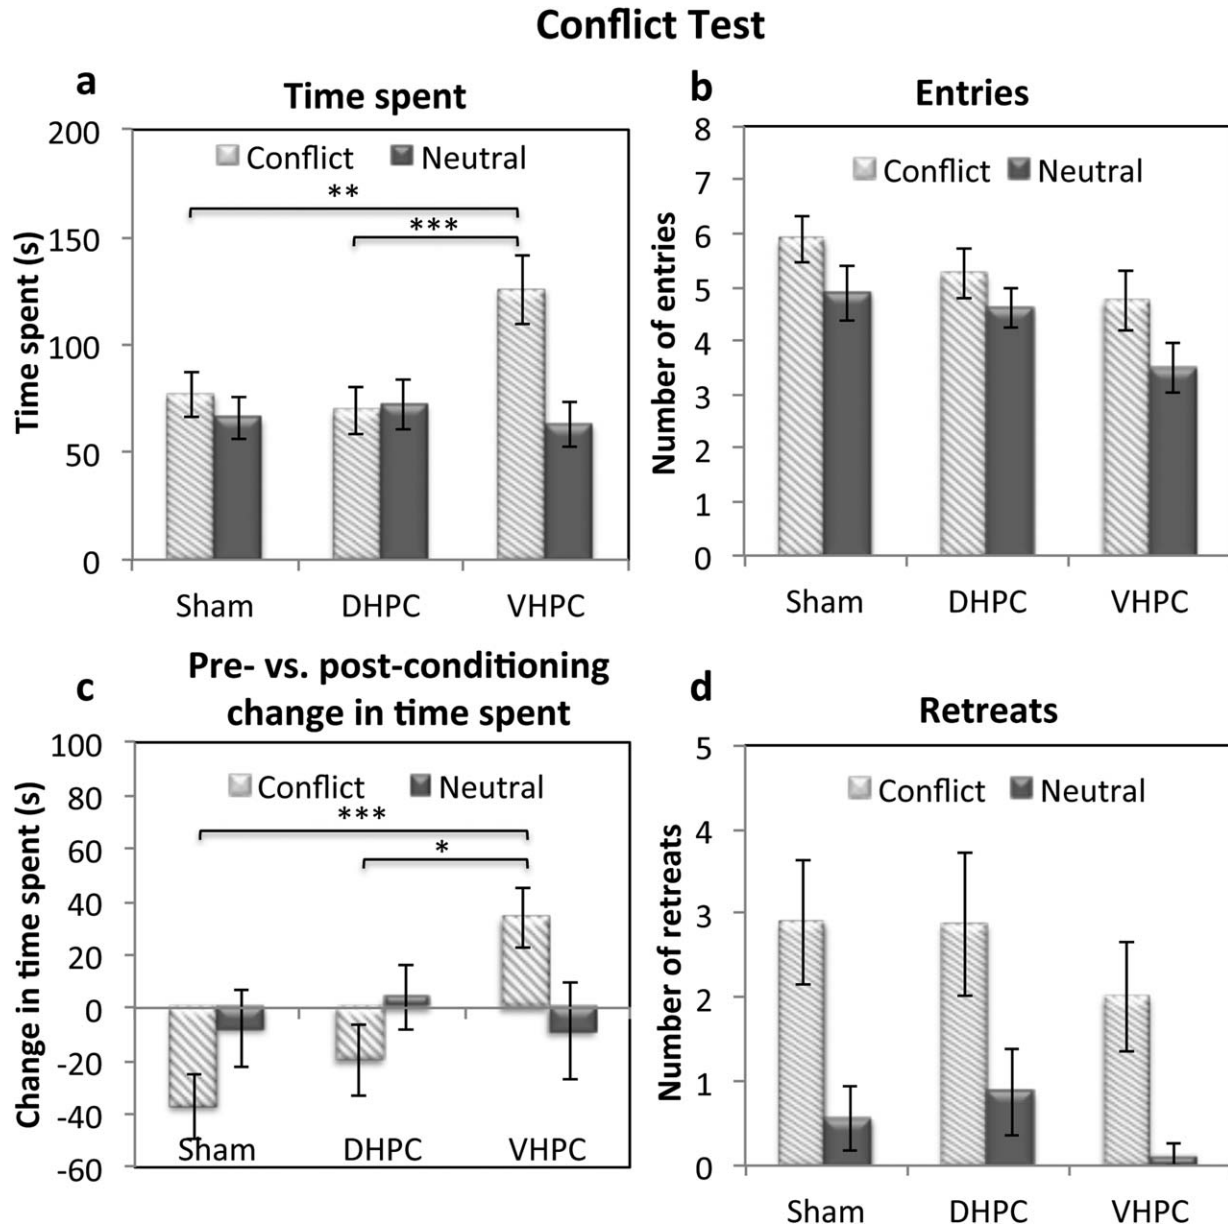 Conflict Test
a
Time spent
Time spent (s)
200
150
100
50
0
Conflict
Neutral
**
***
Sham
DHPC
VHPC
b
Entries
Number of entries
8
7
6
5
4
3
2
1
0
Conflict
Neutral
Sham
DHPC
VHPC
c
Pre- vs. post-conditioning
change in time spent
Change in time spent (s)
100
80
60
40
20
0
-20
-40
-60
Conflict
Neutral
***
*
Sham
DHPC
VHPC
d
Retreats
Number of retreats
5
4
3
2
1
0
Conflict
Neutral
Sham
DHPC
VHPC